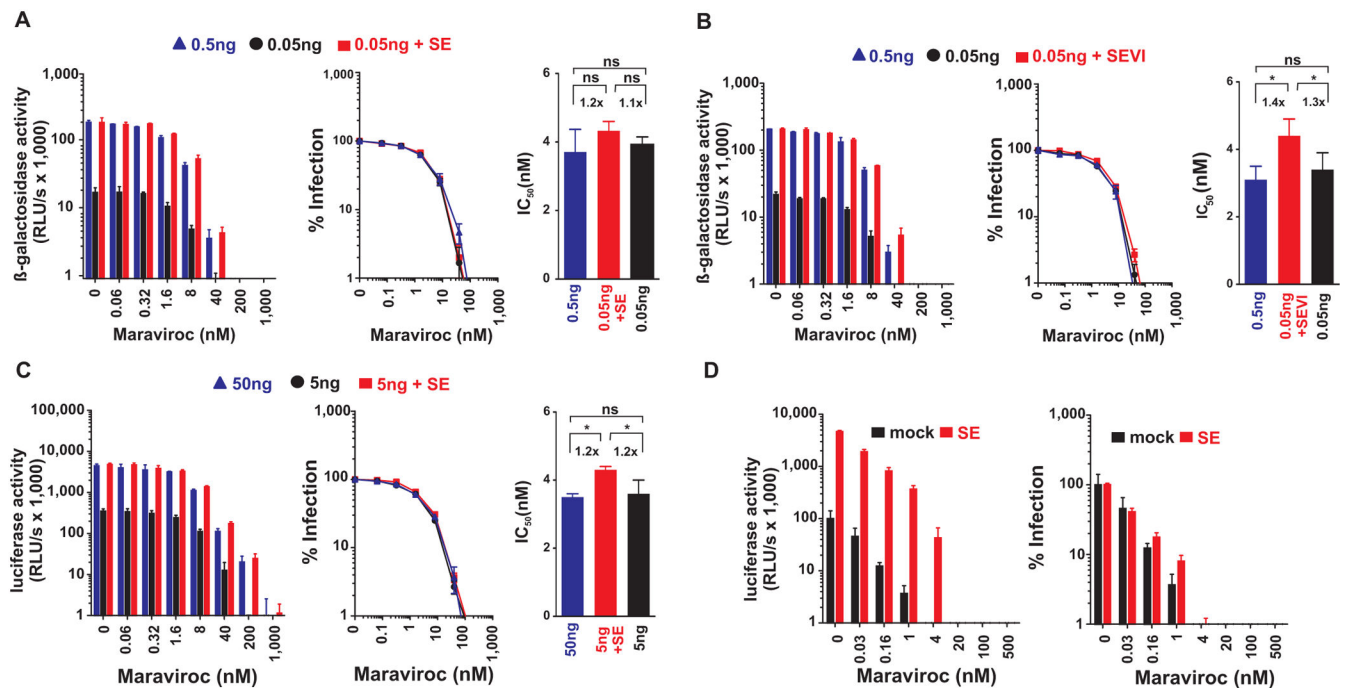 A
0.5ng 0.05ng 0.05ng + SE
ß-galactosidase activity
(RLU/s x 1,000)
1,000
100
10
1
0 0.06 0.32 1.6 8 40 200 1,000
Maraviroc (nM)
% Infection
1,000
100
10
1
0 0.1 1 10 100 1,000
Maraviroc (nM)
IC50(nM)
6
4
2
0
ns
ns ns
1.2x 1.1x
0.5ng
0.05ng
+SE
0.05ng
B
0.5ng 0.05ng 0.05ng + SEVI
ß-galactosidase activity
(RLU/s x 1,000)
1,000
100
10
1
0 0.06 0.32 1.6 8 40 200 1,000
Maraviroc (nM)
% Infection
1,000
100
10
1
0 0.1 1 10 100 1,000
Maraviroc (nM)
IC50(nM)
6
4
2
0
ns
* *
1.4x 1.3x
0.5ng
0.05ng
+SEVI
0.05ng
C
50ng 5ng 5ng + SE
luciferase activity
(RLU/s x 1,000)
100,000
10,000
1,000
100
10
1
0 0.06 0.32 1.6 8 40 200 1,000
Maraviroc (nM)
% Infection
1,000
100
10
1
0 0.1 1 10 100 1,000
Maraviroc (nM)
IC50(nM)
6
4
2
0
ns
* *
1.2x 1.2x
50ng
5ng
+SE
5ng
D
mock SE
luciferase activity
(RLU/s x 1,000)
10,000
1,000
100
10
1
0 0.03 0.16 1 4 20 100 500
Maraviroc (nM)
mock SE
% Infection
1,000
100
10
1
0 0.03 0.16 1 4 20 100 500
Maraviroc (nM)